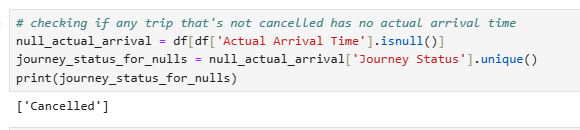 # checking if any trip that's not cancelled has no actual arrival time
null_actual_arrival = df[df['Actual Arrival Time'].isnull()]
journey_status_for_nulls = null_actual_arrival['Journey Status'].unique()
print(journey_status_for_nulls)
['Cancelled']